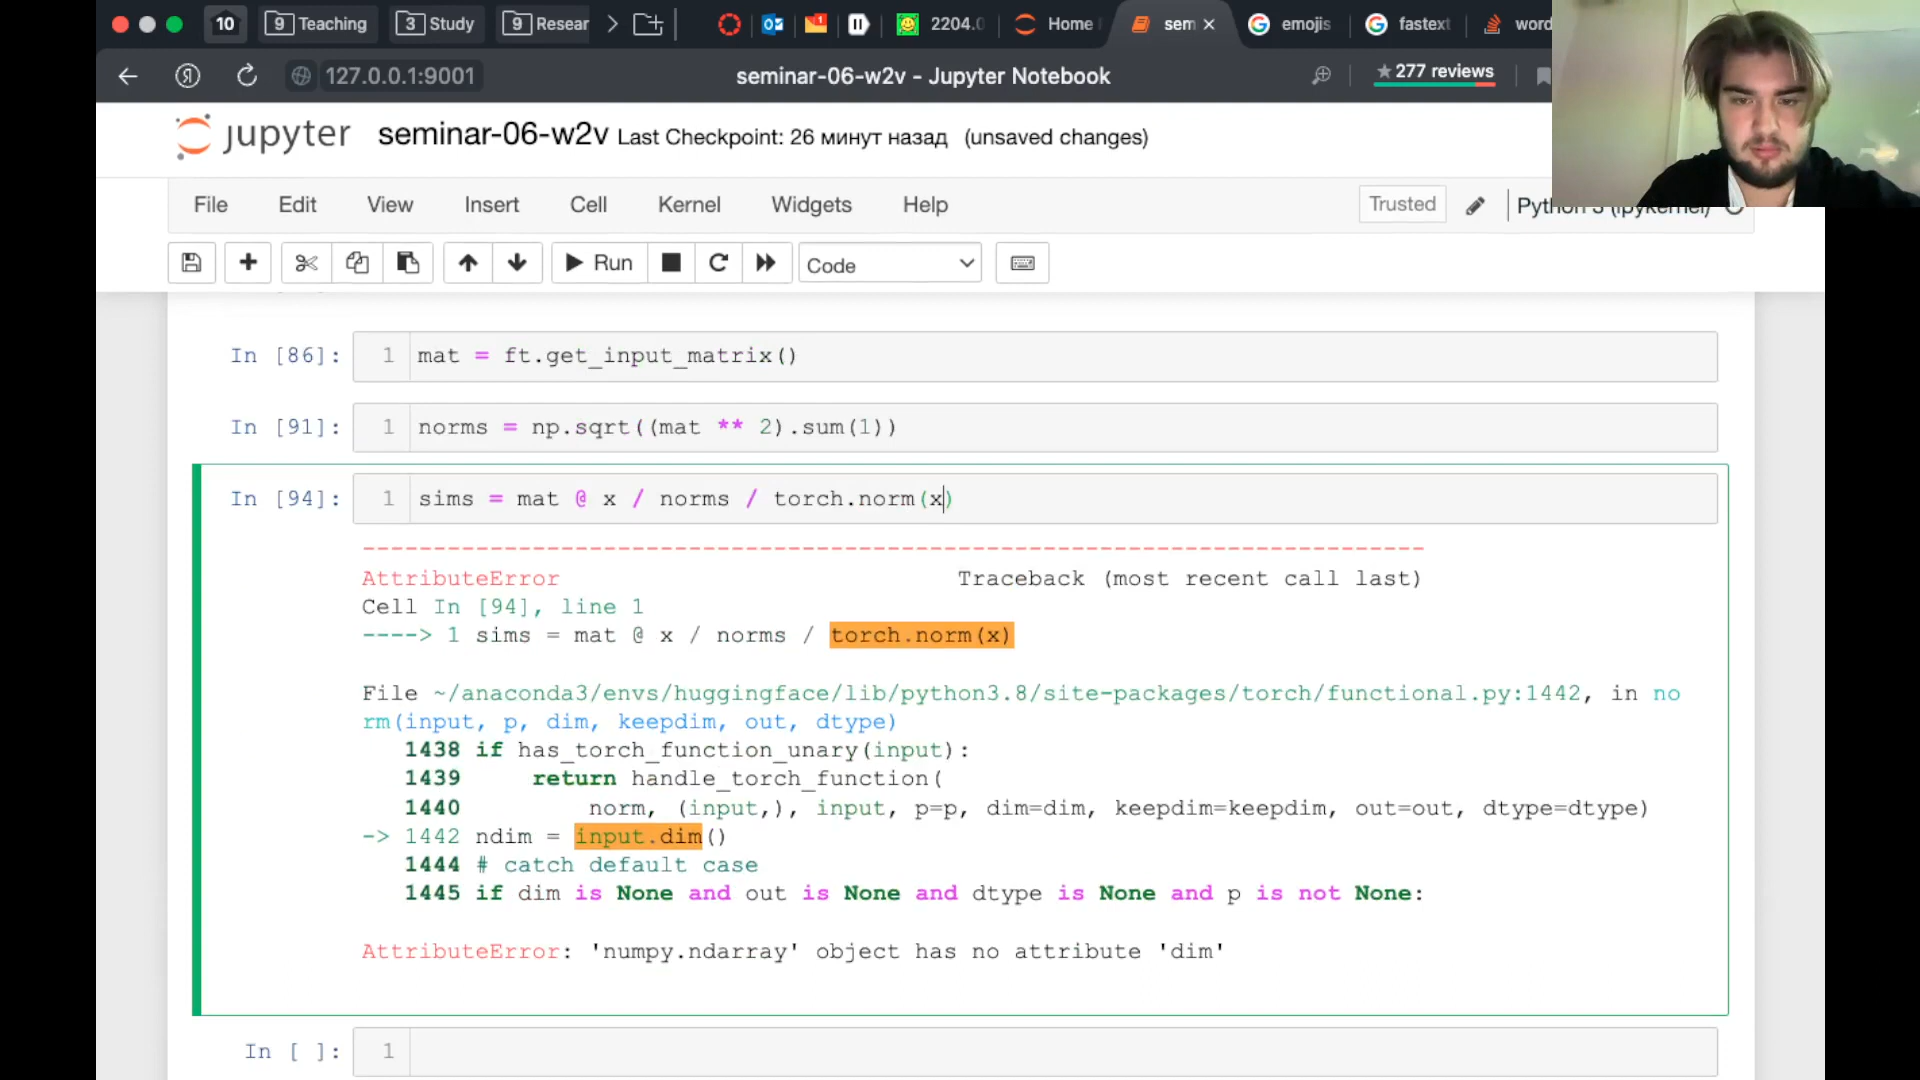 10 9 Teaching 3 Study 9 Resear 1 2204.0 Home sem emojis fastext word
127.0.0.1:9001 seminar-06-w2v - Jupyter Notebook ★277 reviews
jupyter seminar-06-w2v Last Checkpoint: 26 минут назад (unsaved changes)
File Edit View Insert Cell Kernel Widgets Help Trusted Python 3 (ipykernel)
Run Code
In [86]: 1 mat = ft.get_input_matrix()
In [91]: 1 norms = np.sqrt((mat ** 2).sum(1))
In [94]: 1 sims = mat @ x / norms / torch.norm(x)
---------------------------------------------------------------------------
AttributeError Traceback (most recent call last)
Cell In [94], line 1
----> 1 sims = mat @ x / norms / torch.norm(x)
File ~/anaconda3/envs/huggingface/lib/python3.8/site-packages/torch/functional.py:1442, in no
rm(input, p, dim, keepdim, out, dtype)
1438 if has_torch_function_unary(input):
1439 return handle_torch_function(
1440 norm, (input,), input, p=p, dim=dim, keepdim=keepdim, out=out, dtype=dtype)
-> 1442 ndim = input.dim()
1444 # catch default case
1445 if dim is None and out is None and dtype is None and p is not None:
AttributeError: 'numpy.ndarray' object has no attribute 'dim'
In [ ]: 1